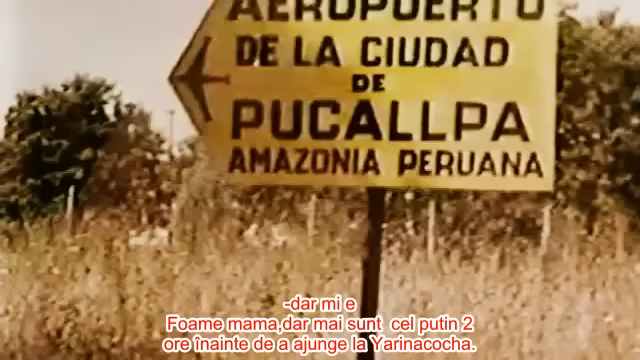 AEROPUERTO
DE LA CIUDAD
DE
PUCALLPA
AMAZONIA PERUANA
-dar mi e
Foame mama,dar mai sunt cel putin 2
ore înainte de a ajunge la Yarinacocha.